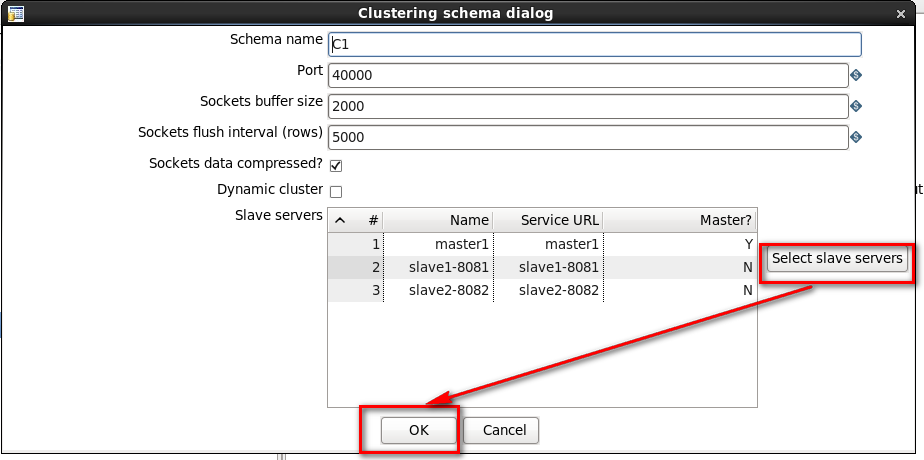 Clustering schema dialog
Schema name C1
Port 40000
Sockets buffer size 2000
Sockets flush interval (rows) 5000
Sockets data compressed?
Dynamic cluster
Slave servers
# Name Service URL Master?
1 master1 master1 Y
2 slave1-8081 slave1-8081 N
3 slave2-8082 slave2-8082 N
Select slave servers
OK Cancel